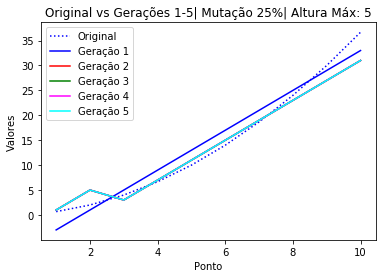 Original vs Gerações 1-5| Mutação 25%| Altura Máx: 5
Original
Geração 1
Geração 2
Geração 3
Geração 4
Geração 5
35
30
25
20
15
10
5
0
Valores
2
4
6
8
10
Ponto